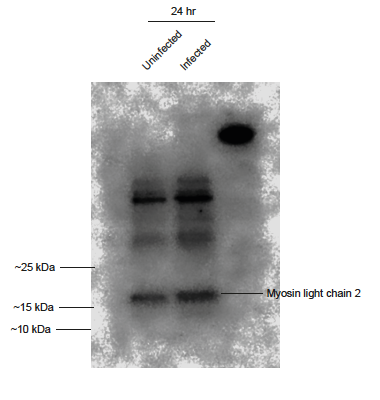 24 hr
Uninfected
Infected
~25 kDa
Myosin light chain 2
~15 kDa
~10 kDa